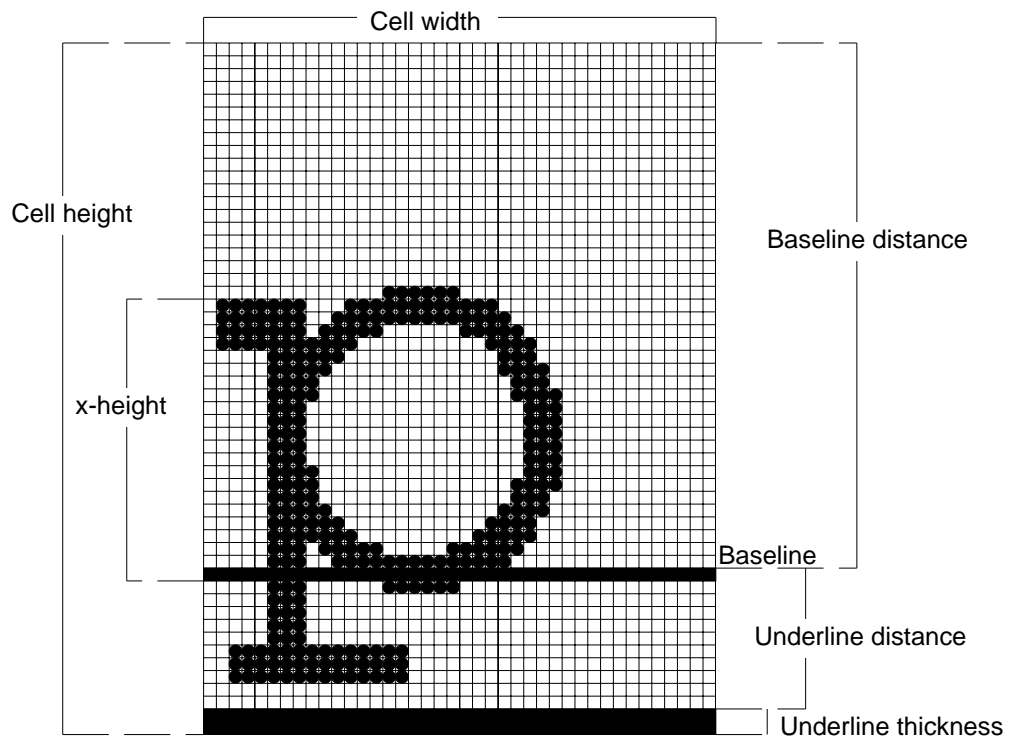 Cell width
Cell height
Baseline distance
x-height
Baseline
Underline distance
Underline thickness